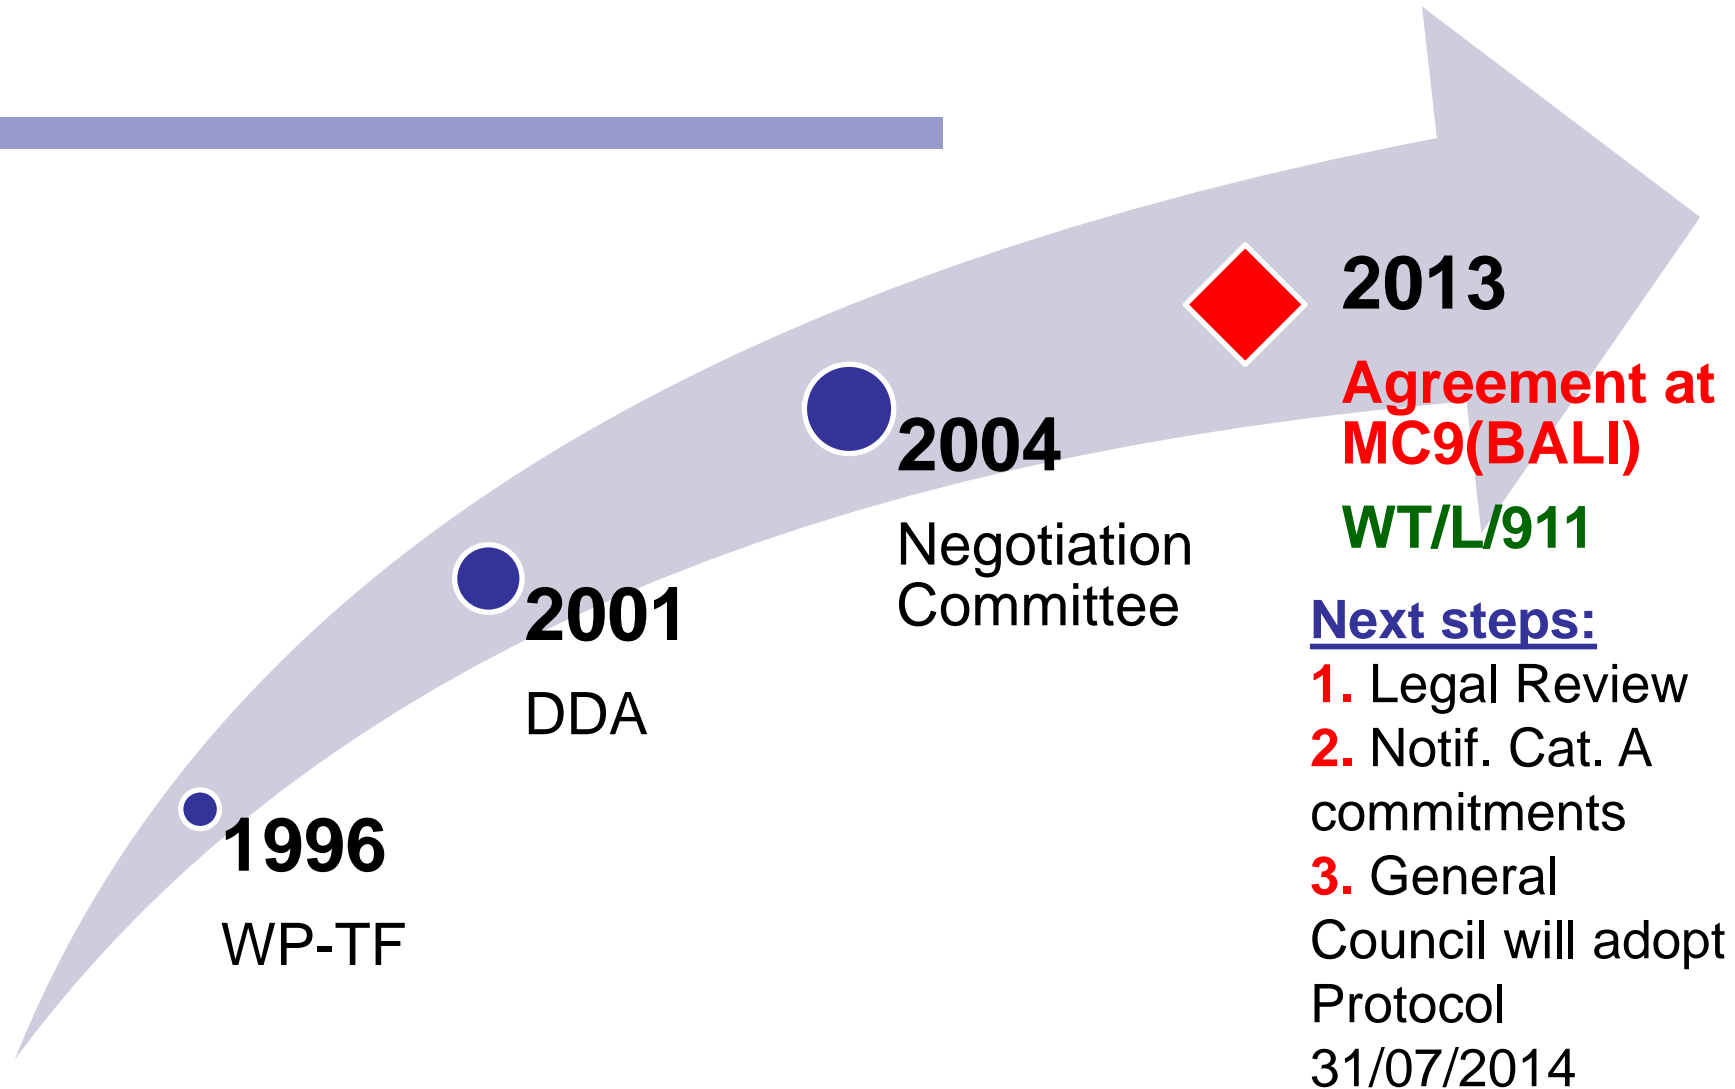 1996
WP-TF
2001
DDA
2004
Negotiation
Committee
2013
Agreement at
MC9(BALI)
WT/L/911
Next steps:
1. Legal Review
2. Notif. Cat. A
commitments
3. General
Council will adopt
Protocol
31/07/2014